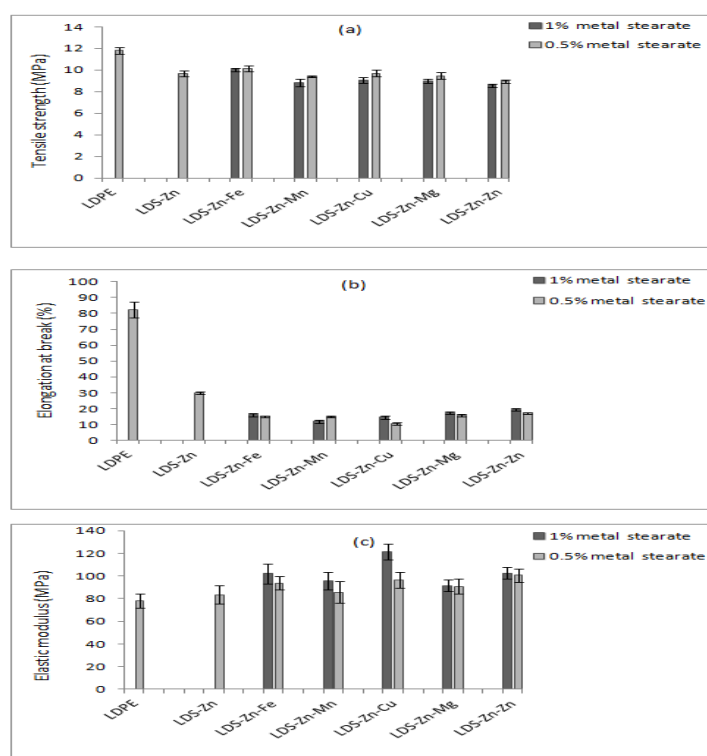 (a)
1% metal stearate
0.5% metal stearate
Tensile strength (MPa)
14
12
10
8
6
4
2
0
LDPE
LDS-Zn
LDS-Zn-Fe
LDS-Zn-Mn
LDS-Zn-Cu
LDS-Zn-Mg
LDS-Zn-Zn
(b)
1% metal stearate
0.5% metal stearate
Elongation at break (%)
100
90
80
70
60
50
40
30
20
10
0
LDPE
LDS-Zn
LDS-Zn-Fe
LDS-Zn-Mn
LDS-Zn-Cu
LDS-Zn-Mg
LDS-Zn-Zn
(c)
1% metal stearate
0.5% metal stearate
Elastic modulus (MPa)
140
120
100
80
60
40
20
0
LDPE
LDS-Zn
LDS-Zn-Fe
LDS-Zn-Mn
LDS-Zn-Cu
LDS-Zn-Mg
LDS-Zn-Zn